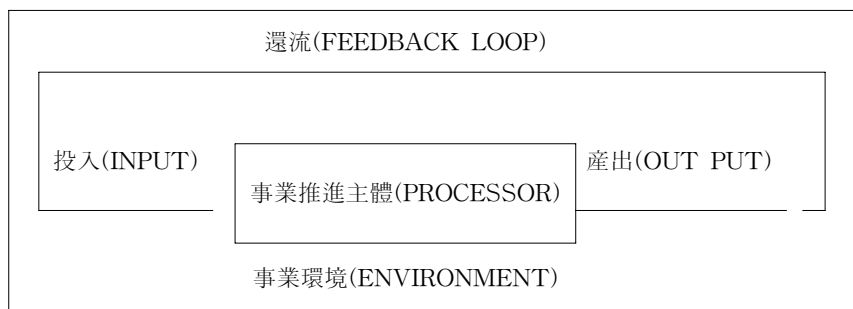 還流(FEEDBACK LOOP)
投入(INPUT)
産出(OUT PUT)
事業推進主體(PROCESSOR)
事業環境(ENVIRONMENT)